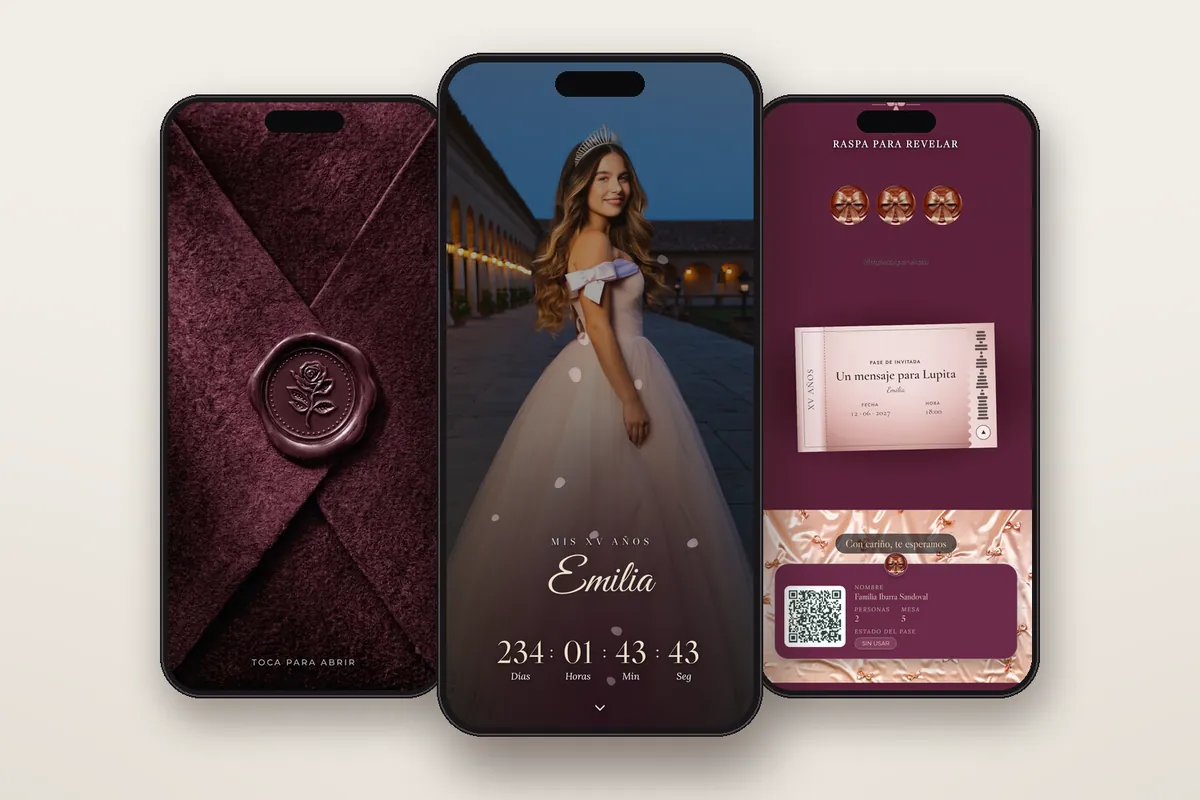 TOCA PARA ABRIR
MIS XV AÑOS
Emilia
234 : 01 : 43 : 43
Días Horas Min Seg
RASPA PARA REVELAR
XV AÑOS
PASE DE INVITADA
Un mensaje para Lupita
Emilia
FECHA HORA
12 · 06 · 2027 18:00
Con cariño, te esperamos
NOMBRE
Familia Ibarra Sandoval
PERSONAS MESA
2 5
ESTADO DEL PASE
SIN USAR